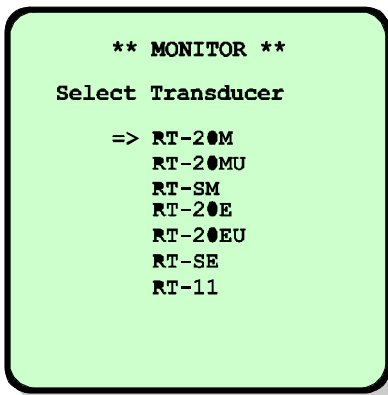 ** MONITOR **
Select Transducer
=> RT-20M
RT-20MU
RT-SM
RT-20E
RT-20EU
RT-SE
RT-11